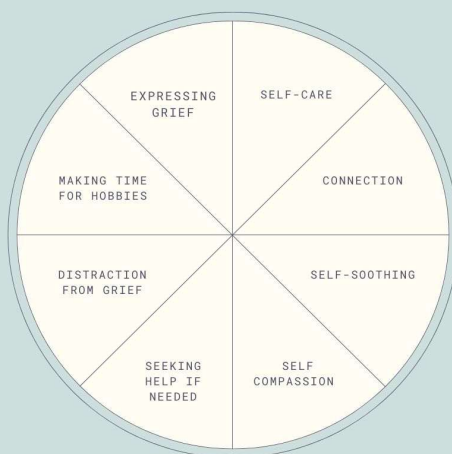 EXPRESSING
GRIEF
SELF-CARE
MAKING TIME
FOR HOBBIES
CONNECTION
DISTRACTION
FROM GRIEF
SELF-SOOTHING
SEEKING
HELP IF
NEEDED
SELF
COMPASSION